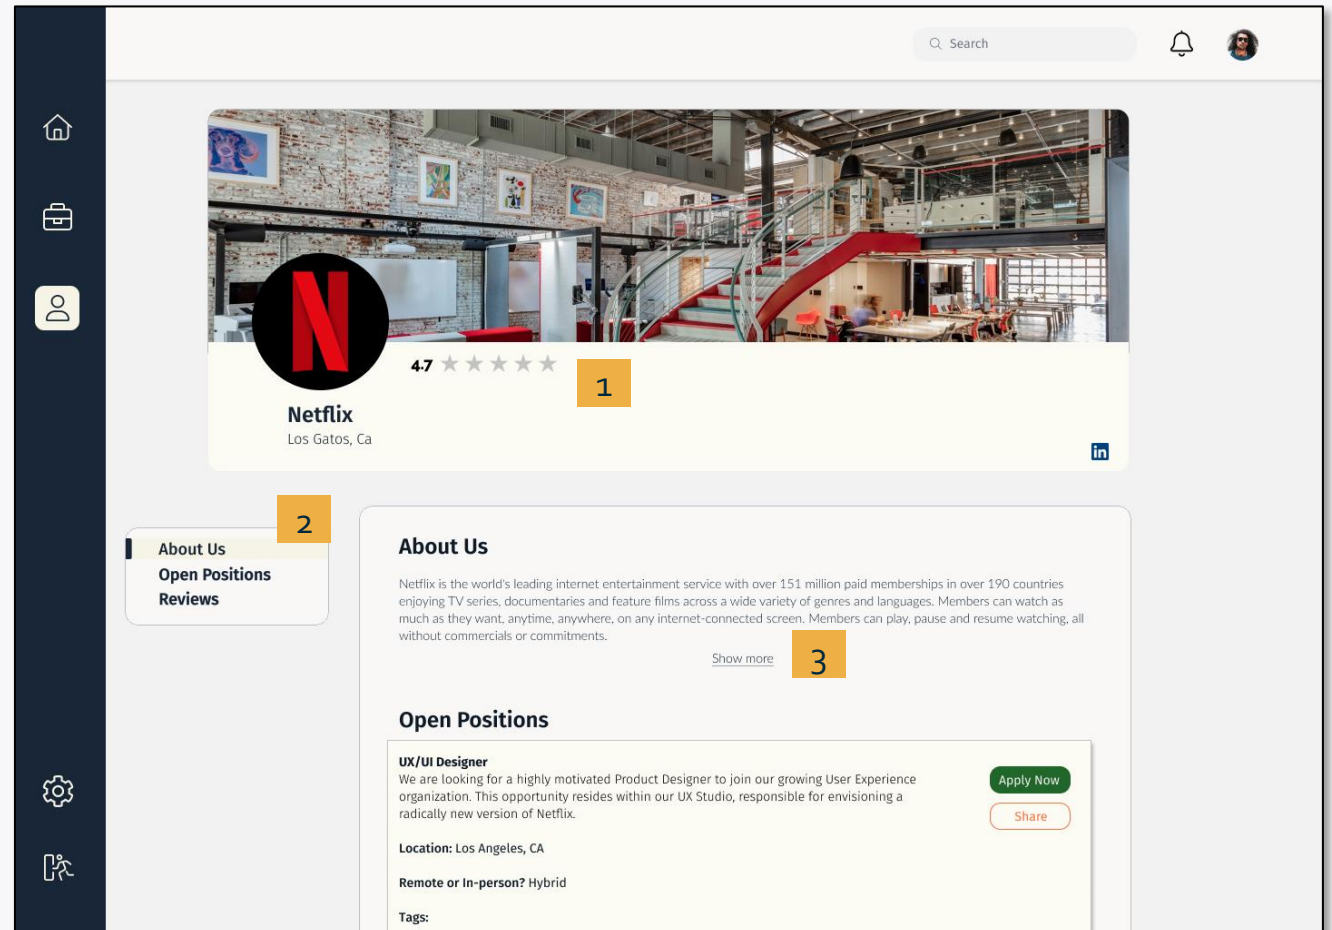 Search
4.7
1
Netflix
Los Gatos, Ca
in
2
About Us
Open Positions
Reviews
About Us
Netflix is the world's leading internet entertainment service with over 151 million paid memberships in over 190 countries
enjoying TV series, documentaries and feature films across a wide variety of genres and languages. Members can watch as
much as they want, anytime, anywhere, on any internet-connected screen. Members can play, pause and resume watching, all
without commercials or commitments.
Show more
3
Open Positions
UX/UI Designer
We are looking for a highly motivated Product Designer to join our growing User Experience
organization. This opportunity resides within our UX Studio, responsible for envisioning a
radically new version of Netflix.
Apply Now
Share
Location: Los Angeles, CA
Remote or In-person? Hybrid
Tags: